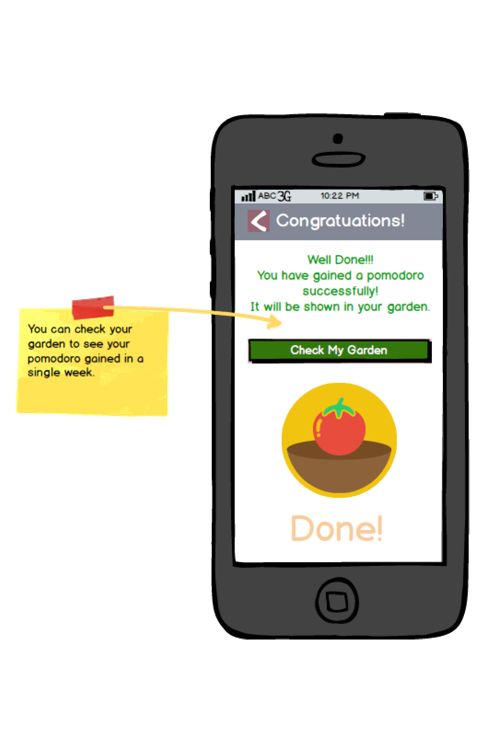 ABC 3G 10:22 PM
Congratuations!
Well Done!!!
You have gained a pomodoro
successfully!
It will be shown in your garden.
You can check your
garden to see your
pomodoro gained in a
single week.
Check My Garden
Done!